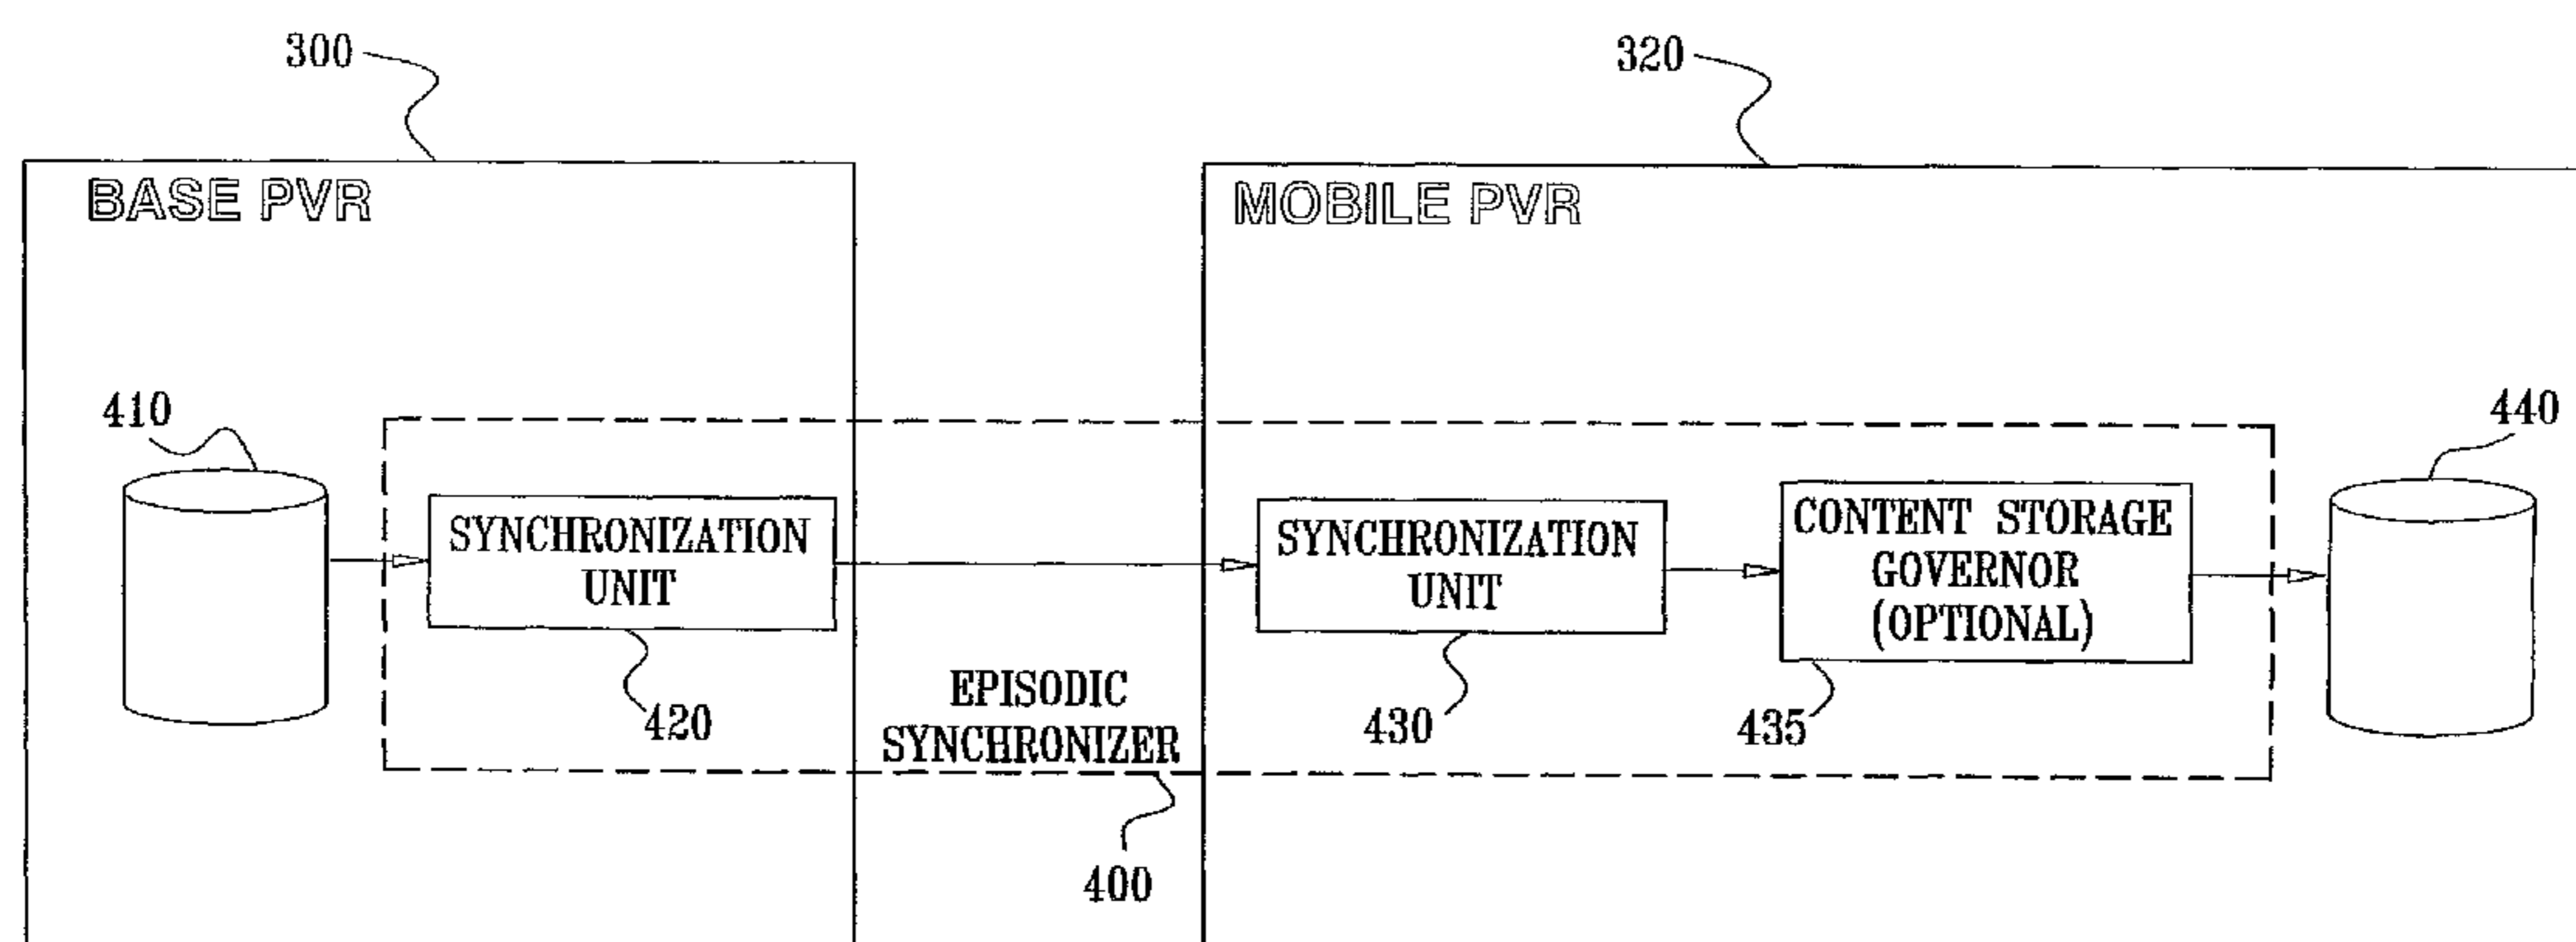 300
320
BASE PVR
MOBILE PVR
410
440
SYNCHRONIZATION
UNIT
SYNCHRONIZATION
UNIT
CONTENT STORAGE
GOVERNOR
(OPTIONAL)
420
EPISODIC
SYNCHRONIZER
430
435
400